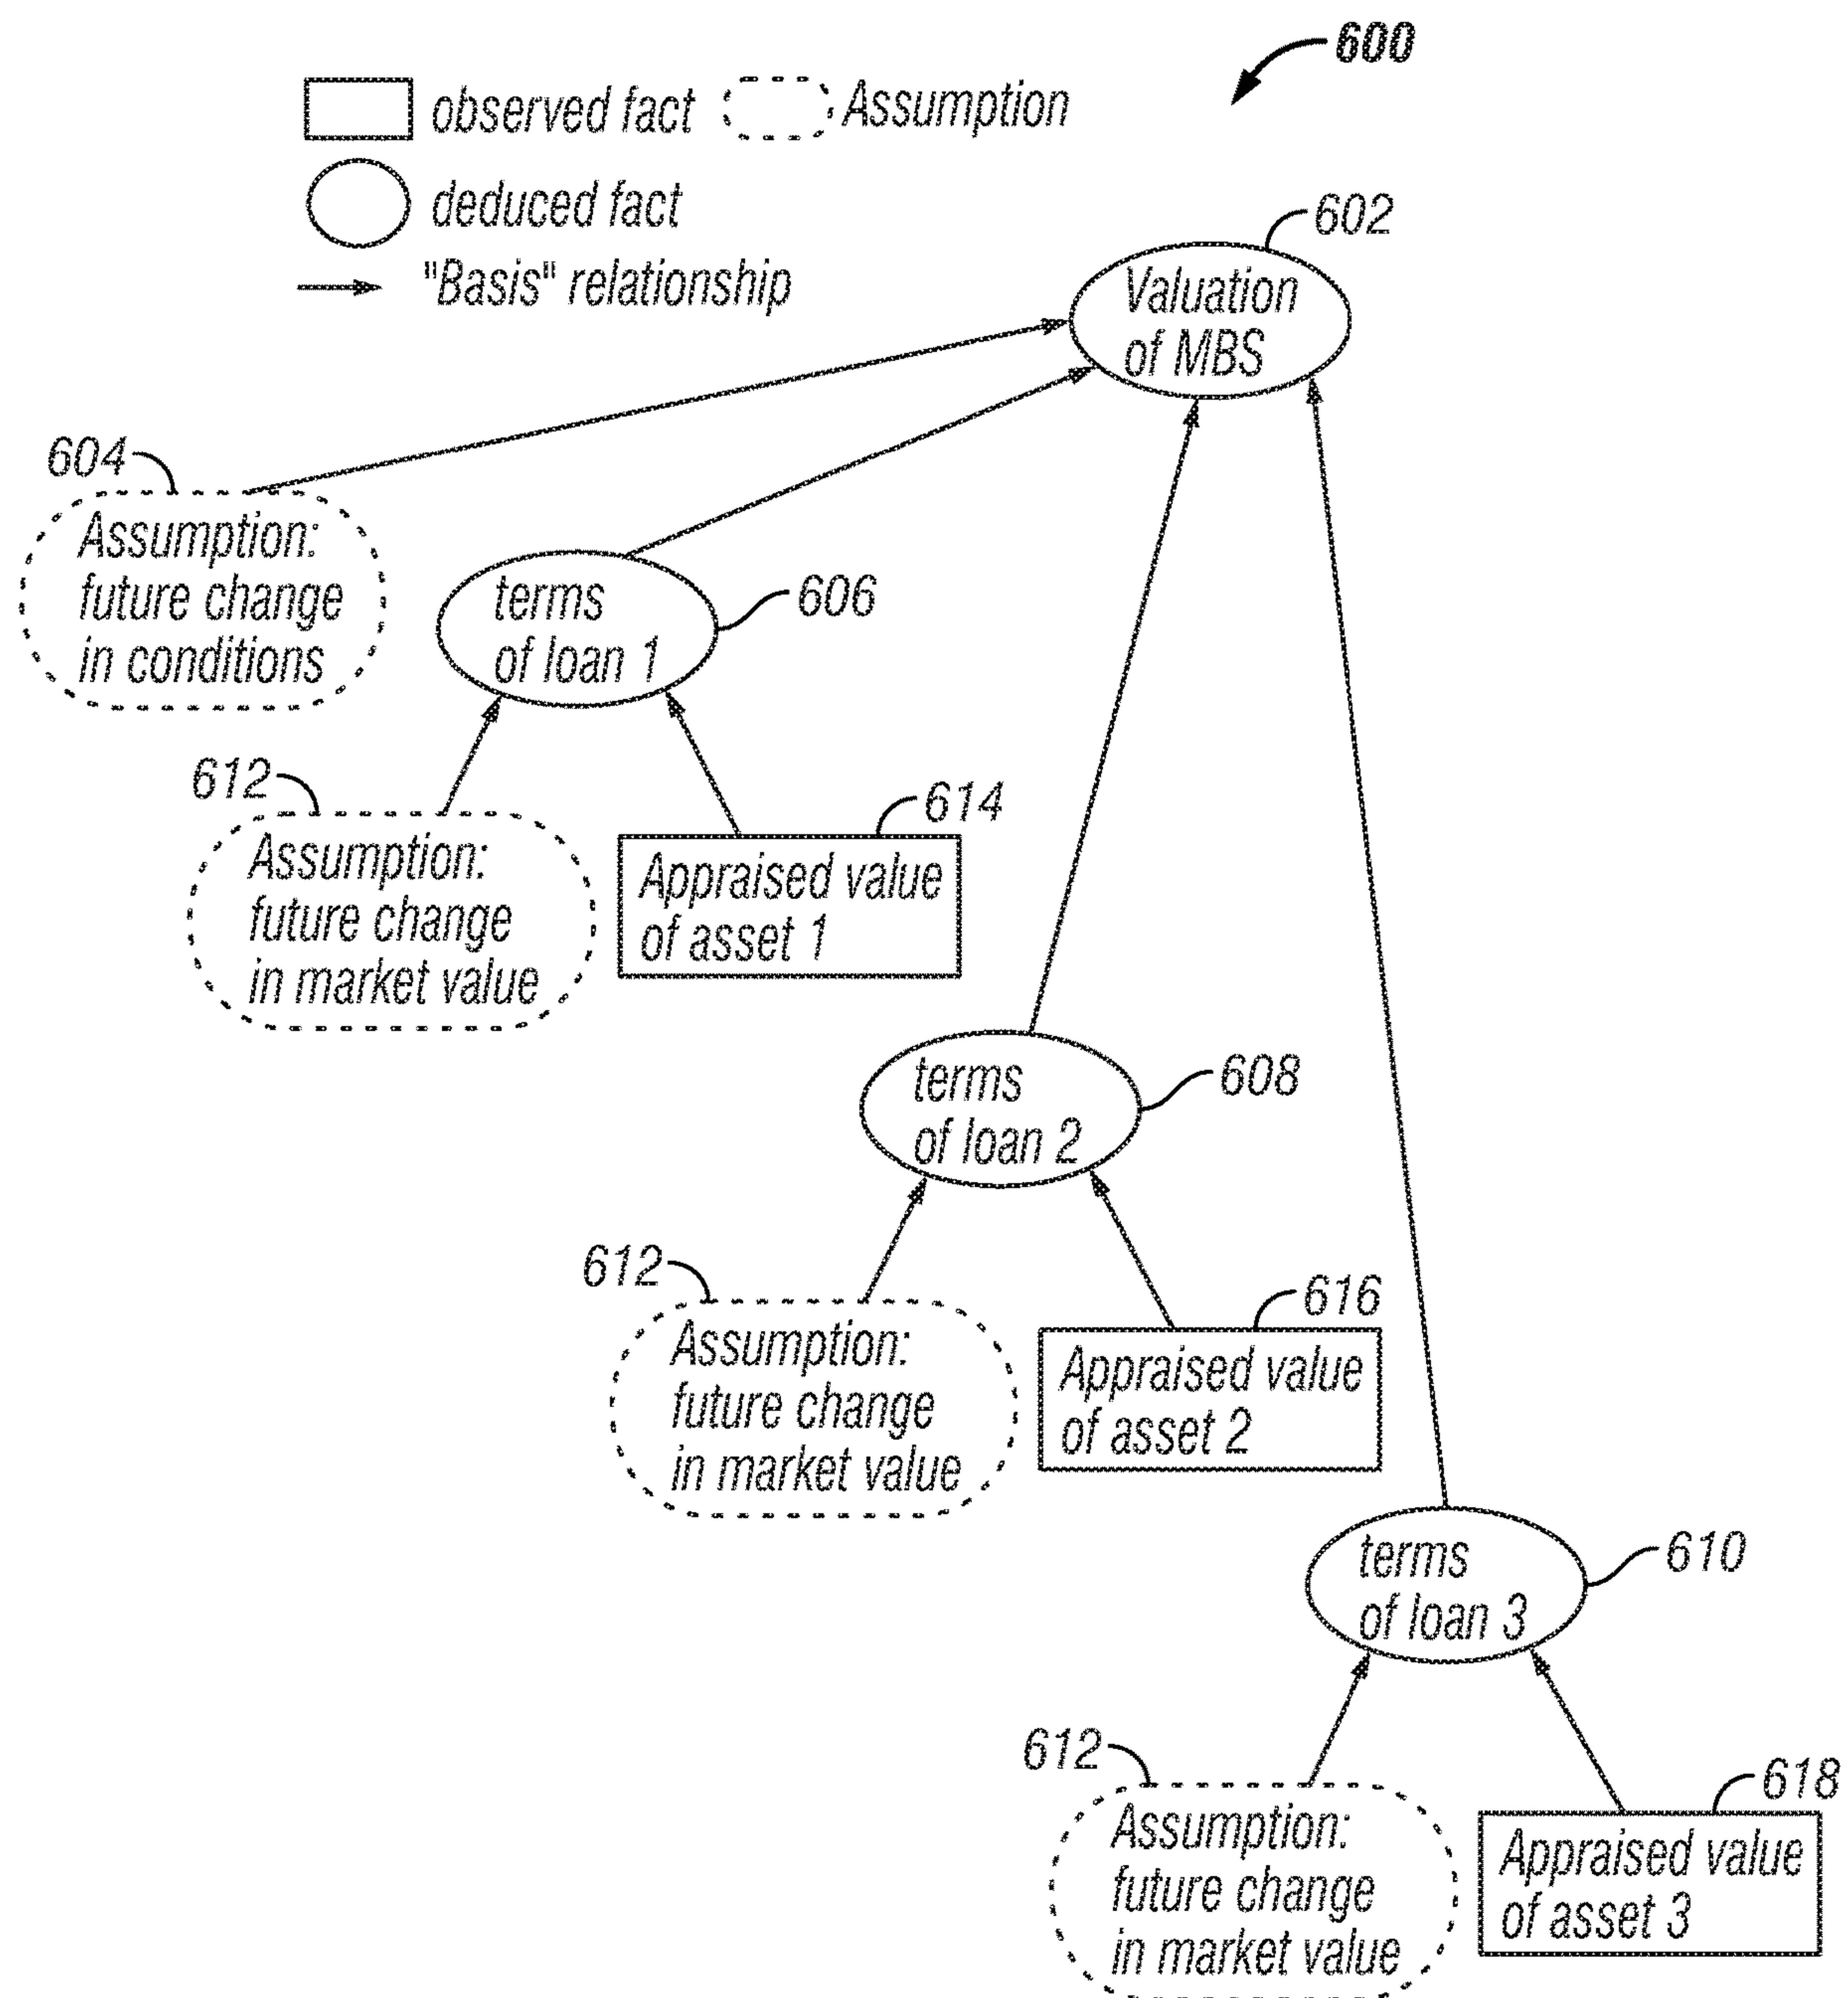 600
observed fact
Assumption
deduced fact
"Basis" relationship
602
Valuation
of MBS
604
Assumption:
future change
in conditions
terms
of loan 1
606
612
Assumption:
future change
in market value
614
Appraised value
of asset 1
terms
of loan 2
608
612
Assumption:
future change
in market value
616
Appraised value
of asset 2
terms
of loan 3
610
612
Assumption:
future change
in market value
618
Appraised value
of asset 3